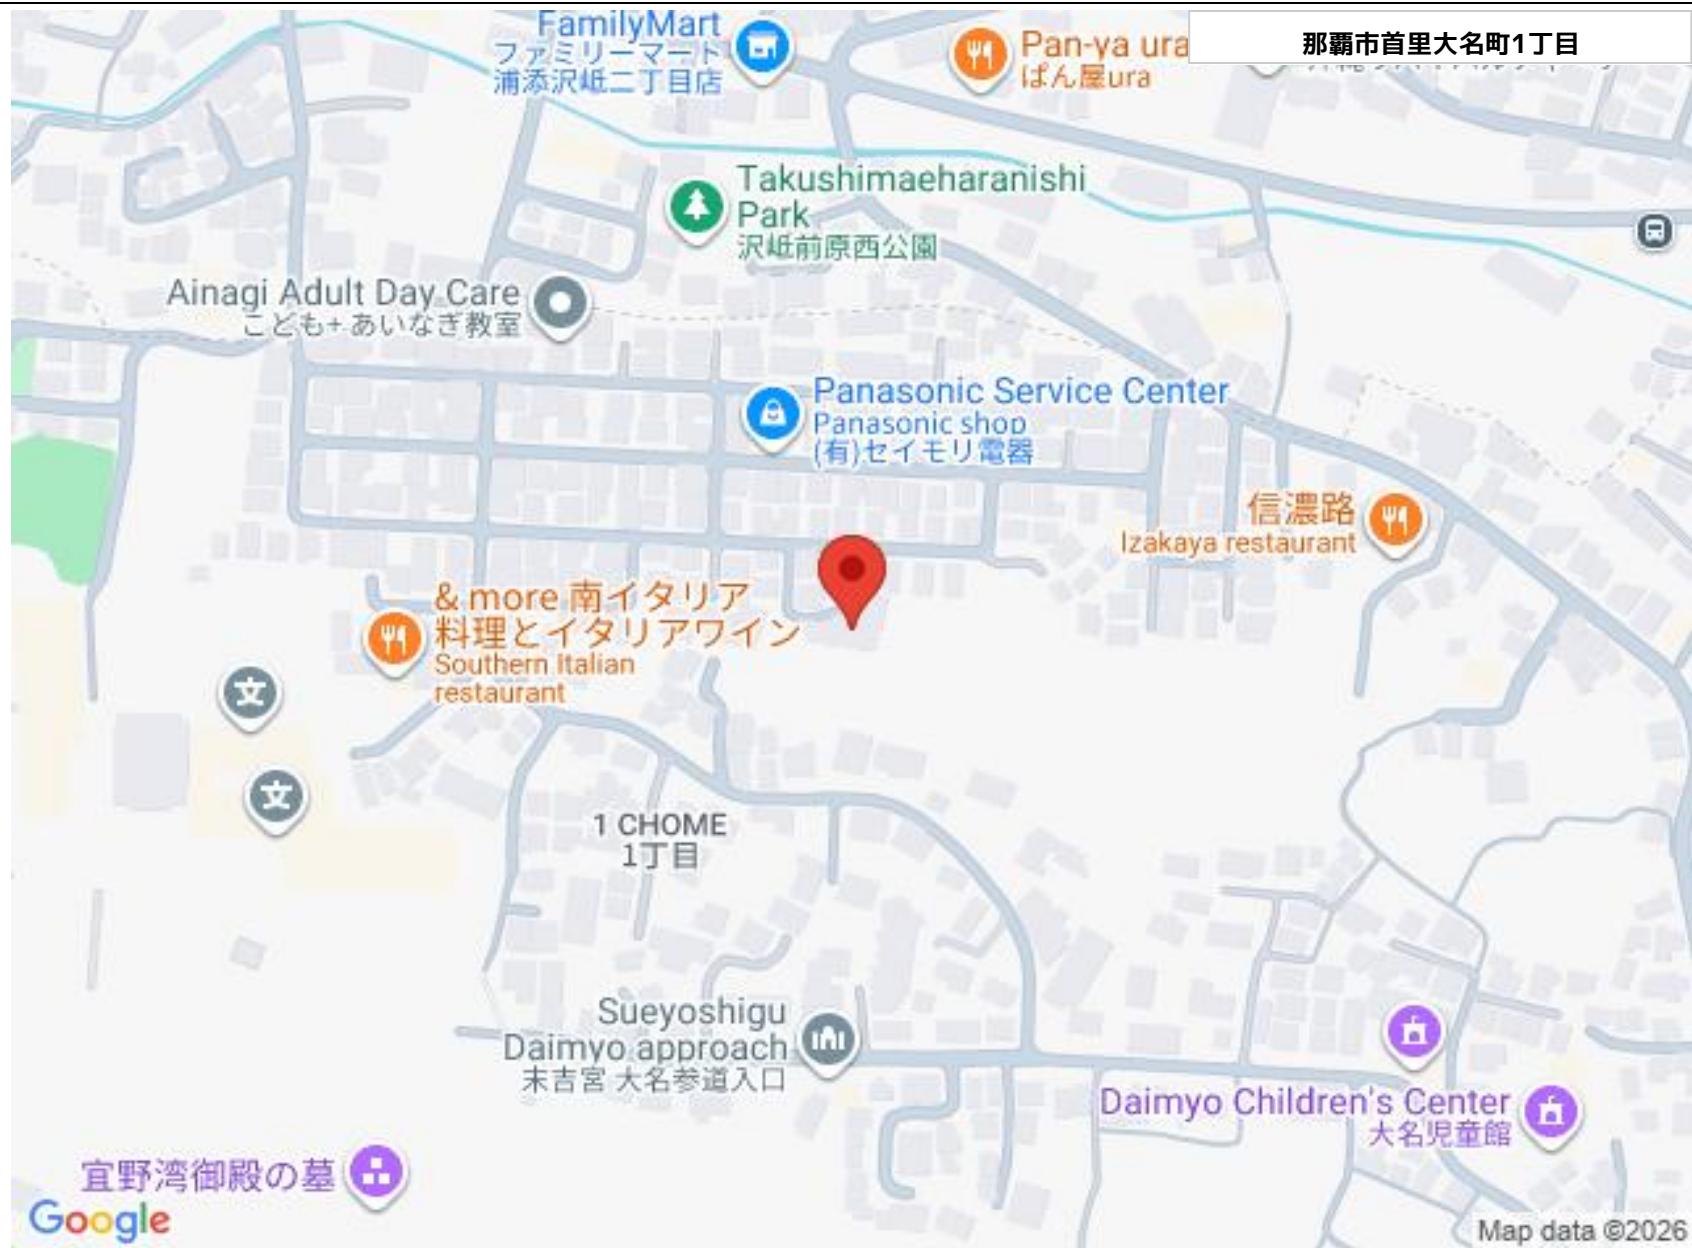 那覇市首里大名町1丁目
FamilyMart
ファミリーマート
浦添沢岻二丁目店
Pan-ya ura
ぱん屋ura
Takushimaeharanishi
Park
沢岻前原西公園
Ainagi Adult Day Care
こども+ あいなぎ教室
Panasonic Service Center
Panasonic shop
(有)セイモリ電器
信濃路
Izakaya restaurant
& more 南イタリア
料理とイタリアワイン
Southern Italian
restaurant
文
文
1 CHOME
1丁目
Sueyoshigu
Daimyo approach
末吉宮 大名参道入口
Daimyo Children's Center
大名児童館
宜野湾御殿の墓
Google
Map data ©2026